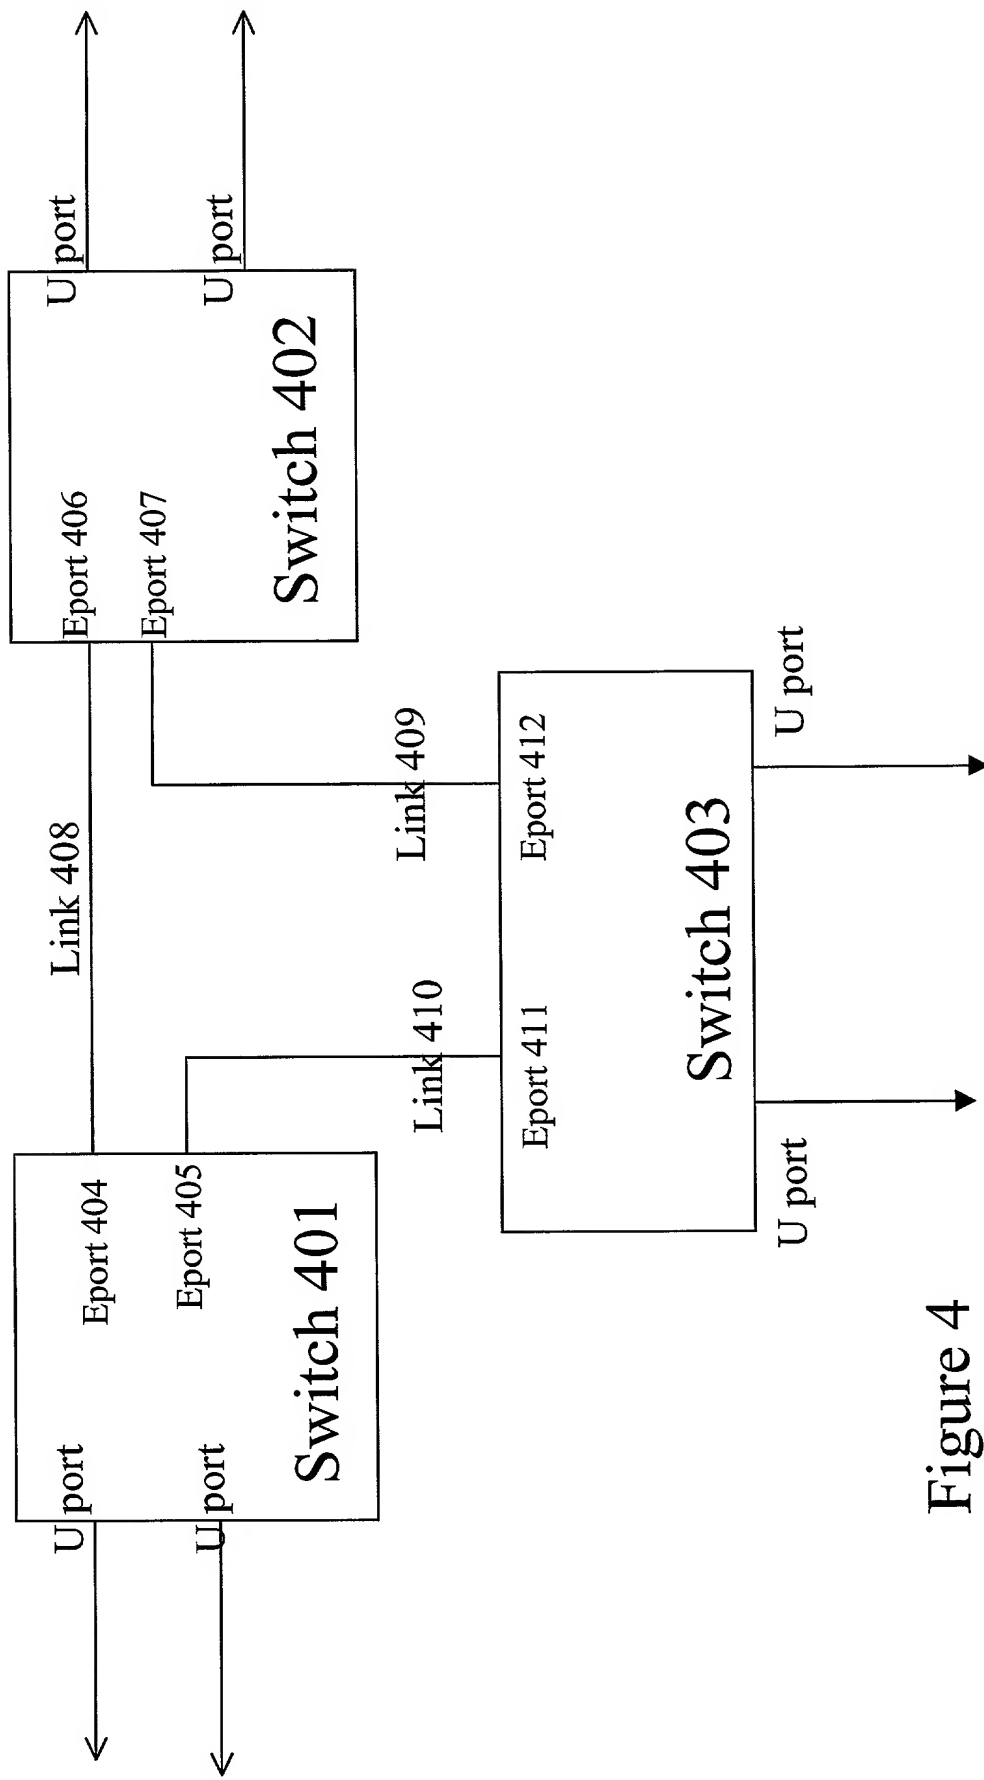 U port
U port
Eport 404
Eport 405
Switch 401
Link 408
Link 410
Link 409
Eport 406
Eport 407
Switch 402
U port
U port
Eport 411
Eport 412
Switch 403
U port
U port
Figure 4